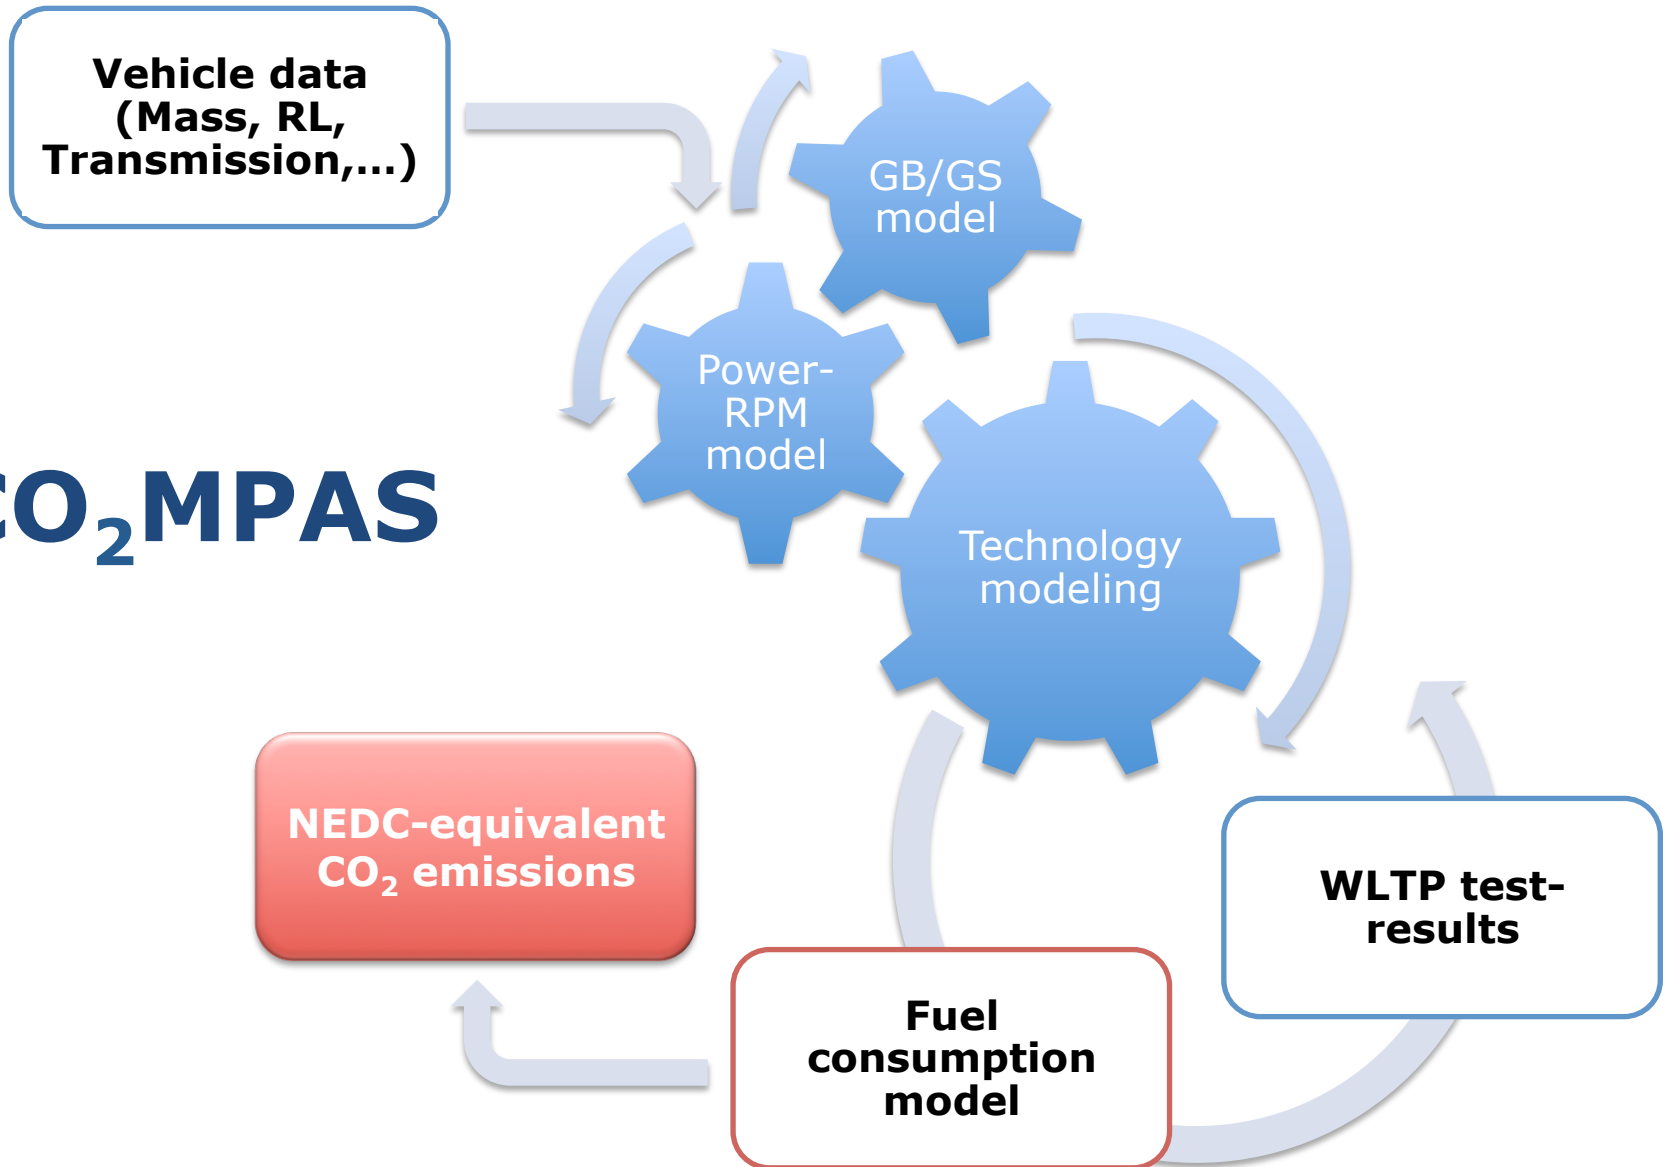 Vehicle data
(Mass, RL,
Transmission,...)
GB/GS
model
Power-
RPM
model
CO₂MPAS
Technology
modeling
NEDC-equivalent
CO₂ emissions
WLTP test-
results
Fuel
consumption
model